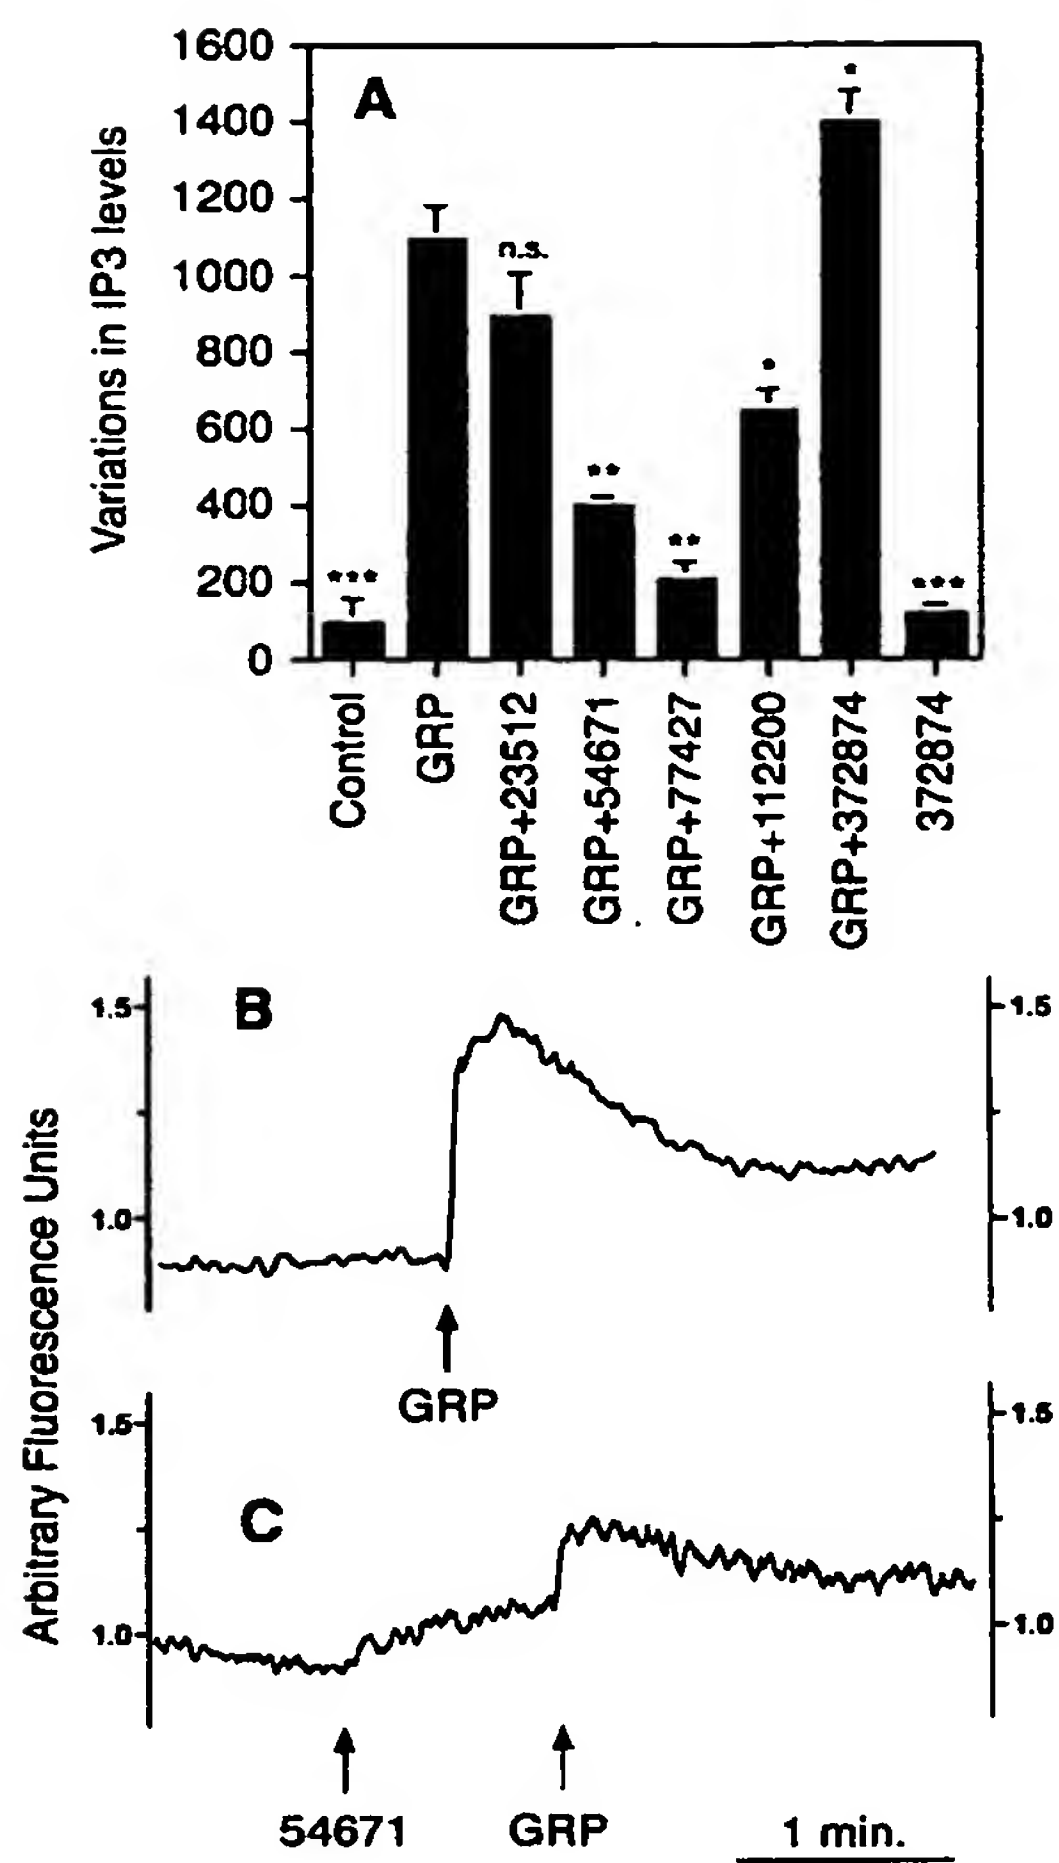 A
Variations in IP3 levels
1600
1400
1200
1000
800
600
400
200
0
***
n.s.
**
**
*
*
***
Control
GRP
GRP+23512
GRP+54671
GRP+77427
GRP+112200
GRP+372874
372874
B
Arbitrary Fluorescence Units
1.5
1.5
1.0
1.0
GRP
C
1.5
1.5
1.0
1.0
54671
GRP
1 min.